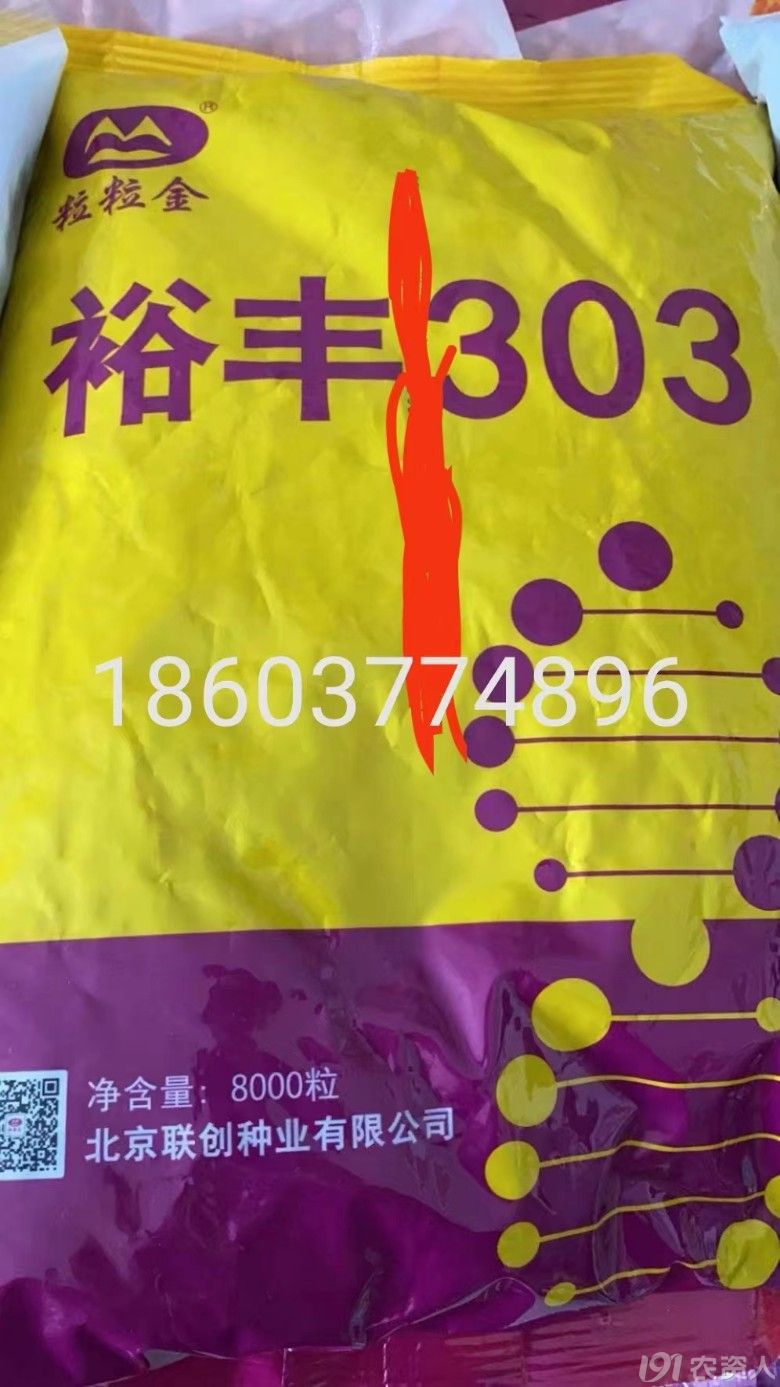 ®
粒粒金
裕丰303
18603774896
净含量：8000粒
北京联创种业有限公司
191农资人